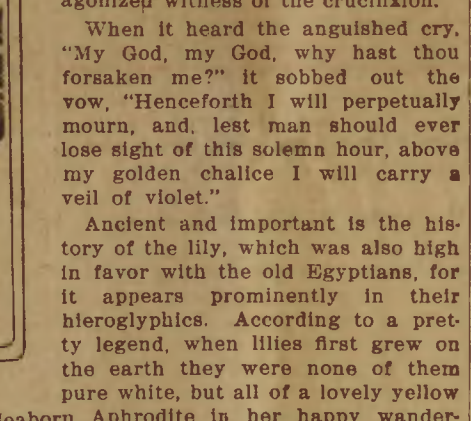 agonized witness of the crucifixion.
When it heard the anguished cry,
“My God, my God, why hast thou
forsaken me?” it sobbed out the
vow, “Henceforth I will perpetually
mourn, and, lest man should ever
lose sight of this solemn hour, above
my golden chalice I will carry a
veil of violet.”
Ancient and important is the his-
tory of the lily, which was also high
in favor with the old Egyptians, for
it appears prominently in their
hieroglyphics. According to a pret-
ty legend, when lilies first grew on
the earth they were none of them
pure white, but all of a lovely yellow
Aphrodite in her happy wander-